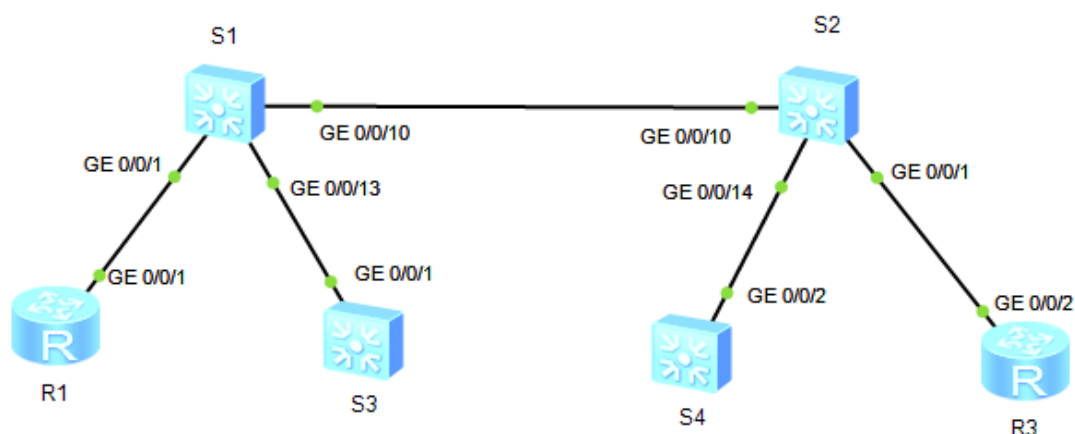 S1
S2
GE 0/0/10
GE 0/0/10
GE 0/0/1
GE 0/0/13
GE 0/0/14
GE 0/0/1
GE 0/0/1
GE 0/0/1
GE 0/0/2
GE 0/0/2
R
R
R1
S3
S4
R3